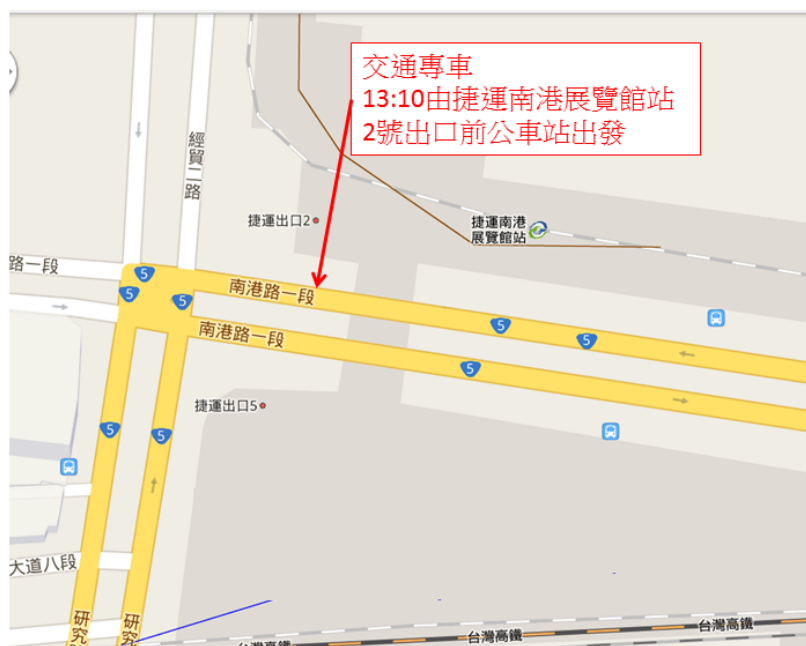 交通專車
13:10由捷運南港展覽館站
2號出口前公車站出發
經貿二路
捷運出口2
捷運南港
展覽館站
路一段
5
5
5
南港路一段
5
5
南港路一段
5
捷運出口5
5
5
大道八段
研究
研究
台灣高鐵
台灣高鐵
台灣高鐵